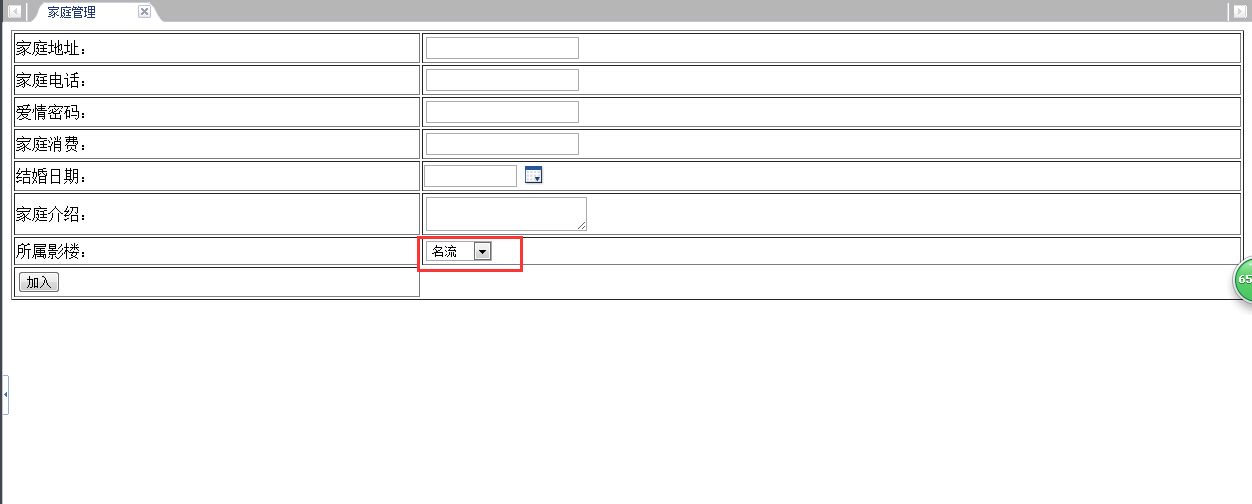 家庭管理
家庭地址：
家庭电话：
爱情密码：
家庭消费：
结婚日期：
家庭介绍：
所属影楼： 名流
加入
65